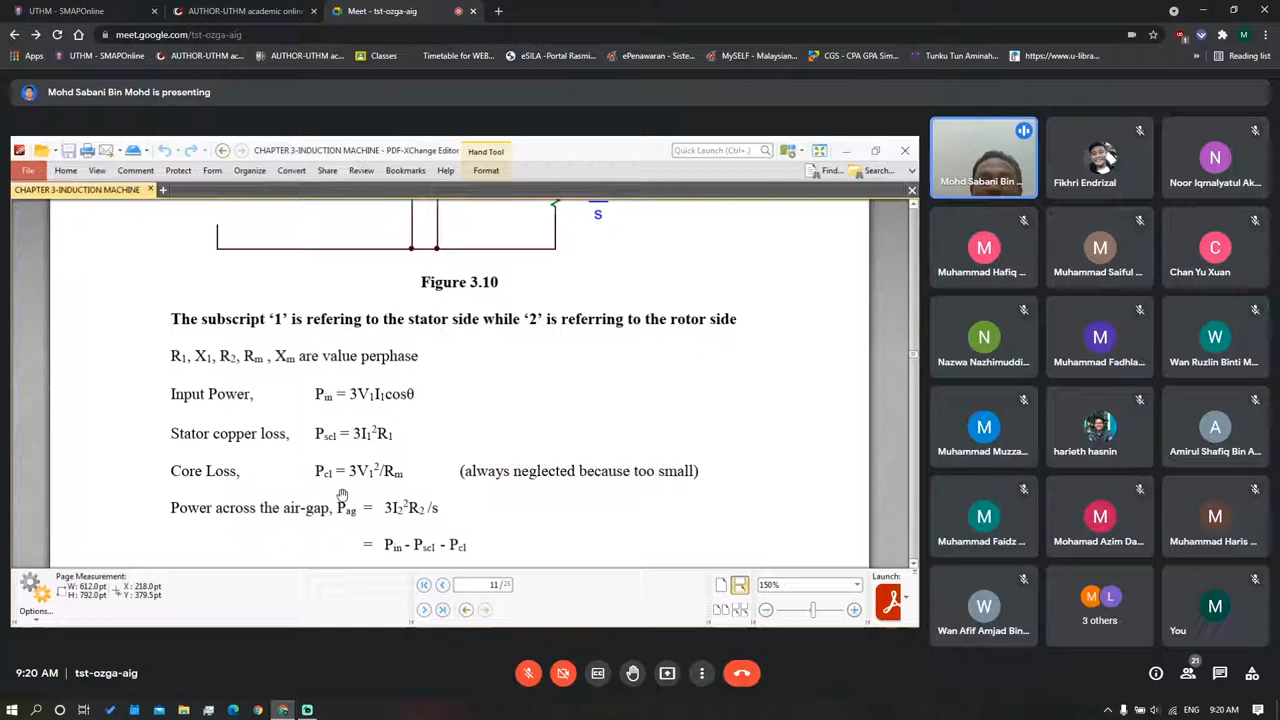 UTHM - SMAPOnline
AUTHOR-UTHM academic onlin
Meet - tst-ozga-aig
meet.google.com/tst-ozga-aig
Apps
UTHM - SMAPOnline
AUTHOR-UTHM ac...
AUTHOR-UTHM ac...
Classes
Timetable for WEB...
eSILA -Portal Rasmi...
ePenawaran - Siste...
MySELF - Malaysian...
CGS - CPA GPA Sim...
Tunku Tun Aminah...
https://www.u-libra...
Reading list
Mohd Sabani Bin Mohd is presenting
CHAPTER 3-INDUCTION MACHINE - PDF-XChange Editor
Hand Tool
Quick Launch (Ctrl+.)
File
Home
View
Comment
Protect
Form
Organize
Convert
Share
Review
Bookmarks
Help
Format
Find...
Search...
CHAPTER 3-INDUCTION MACHINE
s
Figure 3.10
The subscript ‘1’ is refering to the stator side while ‘2’ is referring to the rotor side
R1, X1, R2, Rm , Xm are value perphase
Input Power, Pin = 3V1I1cosθ
Stator copper loss, Pscl = 3I1²R1
Core Loss, Pcl = 3V1²/Rm (always neglected because too small)
Power across the air-gap, Pag = 3I2²R2 /s
= Pin - Pscl - Pcl
Page Measurement:
W: 612.0pt
H: 792.0pt
X : 218.0pt
Y : 379.5pt
Options...
11 / 23
150%
Launch:
Mohd Sabani Bin ...
Fikhri Endrizal
N
Noor Iqmalyatul Ak...
M
Muhammad Hafiq ...
M
Muhammad Saiful ...
C
Chan Yu Xuan
N
Nazwa Nazhimuddi...
M
Muhammad Fadhla...
W
Wan Ruzlin Binti M...
M
Muhammad Muzza...
harieth hasnin
A
Amirul Shafiq Bin A...
M
Muhammad Faidz ...
M
Mohamad Azim Da...
M
Muhammad Haris ...
W
Wan Afif Amjad Bin...
M
L
3 others
M
You
9:20 AM
tst-ozga-aig
21
ENG
9:20 AM